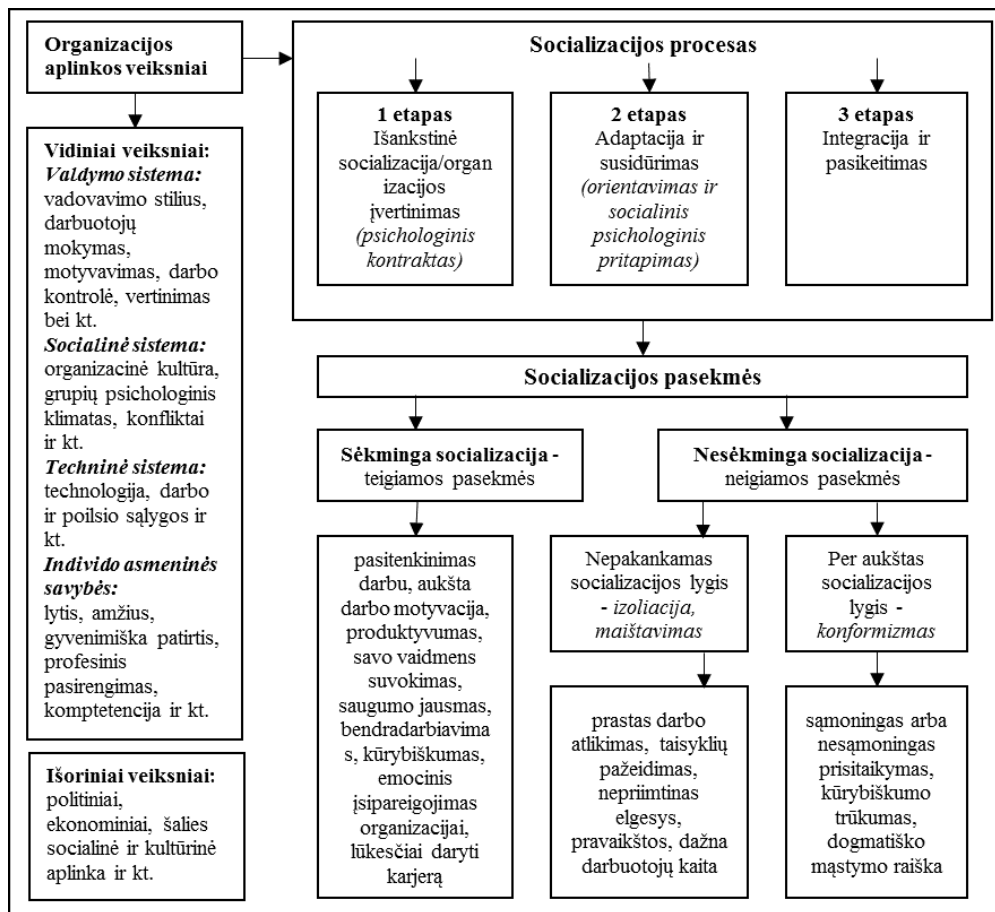 Organizacijos
aplinkos veiksniai
Vidiniai veiksniai:
Valdymo sistema:
vadovavimo stilius,
darbuotojų
mokymas,
motyvavimas, darbo
kontrolė, vertinimas
bei kt.
Socialinė sistema:
organizacinė kultūra,
grupių psichologinis
klimatas, konfliktai
ir kt.
Techninė sistema:
technologija, darbo
ir poilsio sąlygos ir
kt.
Individo asmeninės
savybės:
lytis, amžius,
gyvenimiška patirtis,
profesinis
pasirengimas,
komptetencija ir kt.
Išoriniai veiksniai:
politiniai,
ekonominiai, šalies
socialinė ir kultūrinė
aplinka ir kt.
Socializacijos procesas
1 etapas
Išankstinė
socializacija/organ
izacijos
įvertinimas
(psichologinis
kontraktas)
2 etapas
Adaptacija ir
susidūrimas
(orientavimas ir
socialinis
psichologinis
pritapimas)
3 etapas
Integracija ir
pasikeitimas
Socializacijos pasekmės
Sėkminga socializacija -
teigiamos pasekmės
Nesėkminga socializacija -
neigiamos pasekmės
pasitenkinimas
darbu, aukšta
darbo motyvacija,
produktyvumas,
savo vaidmens
suvokimas,
saugumo jausmas,
bendradarbiavima
s, kūrybiškumas,
emocinis
įsipareigojimas
organizacijai,
lūkesčiai daryti
karjerą
Nepakankamas
socializacijos lygis
- izoliacija,
maištavimas
Per aukštas
socializacijos
lygis -
konformizmas
prastas darbo
atlikimas, taisyklių
pažeidimas,
nepriimtinas
elgesys,
pravaikštos, dažna
darbuotojų kaita
sąmoningas arba
nesąmoningas
prisitaikymas,
kūrybiškumo
trūkumas,
dogmatiško
mąstymo raiška